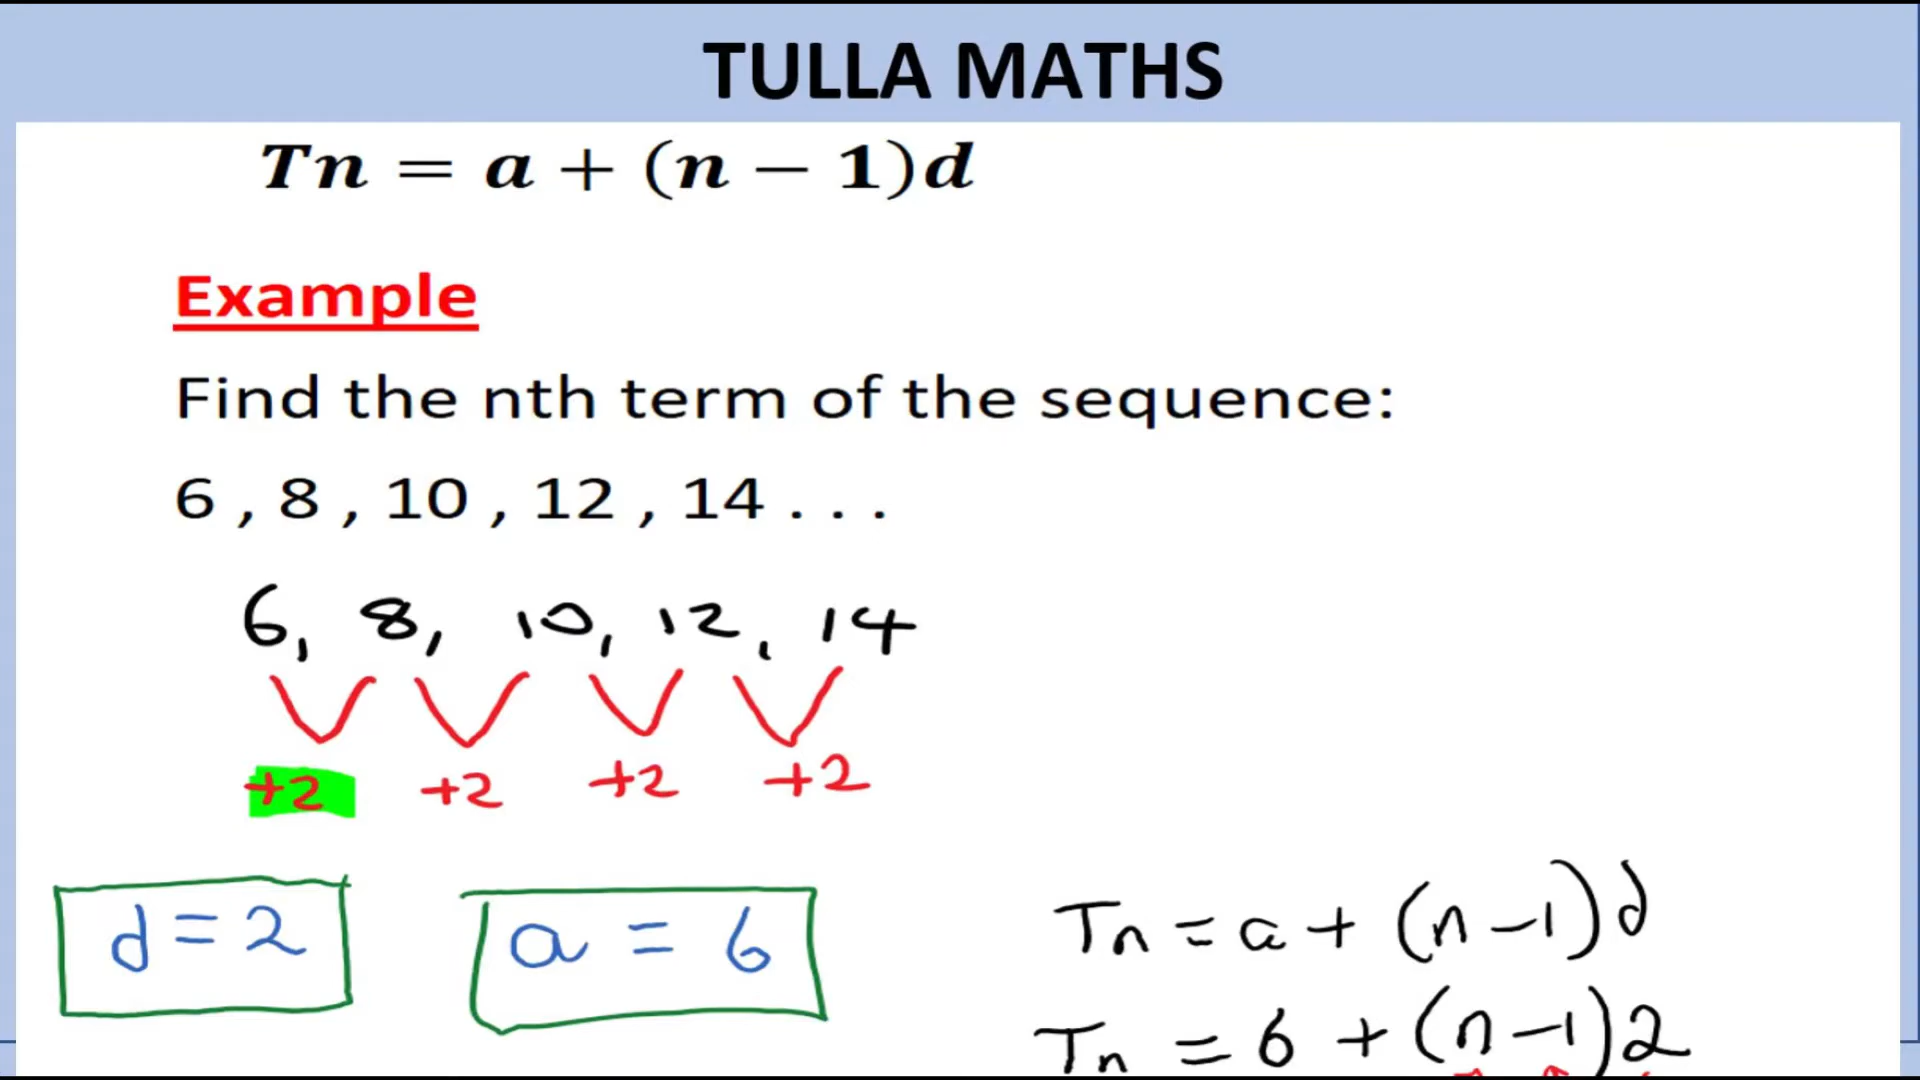 TULLA MATHS
Tn = a + (n − 1)d
Example
Find the nth term of the sequence:
6 , 8 , 10 , 12 , 14 . . .
6, 8, 10, 12, 14
+2 +2 +2 +2
d = 2 a = 6
Tn = a + (n − 1)d
Tn = 6 + (n − 1)2